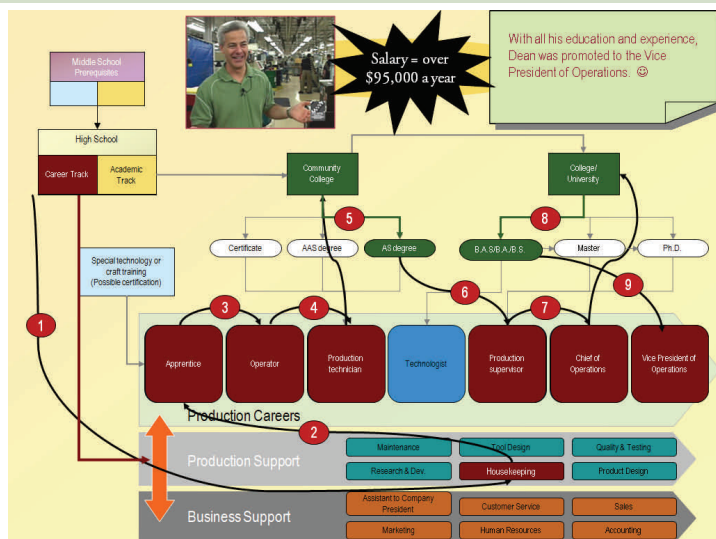 Middle School
Prerequisites
Salary = over
$95,000 a year
With all his education and experience,
Dean was promoted to the Vice
President of Operations. ☺
High School
Career Track
Academic
Track
Community
College
College/
University
5
8
Certificate
AAS degree
AS degree
B.A.S/B.A./B.S.
Master
Ph.D.
Special technology or
craft training
(Possible certification)
1
3
4
6
7
9
Apprentice
Operator
Production
technician
Technologist
Production
supervisor
Chief of
Operations
Vice President of
Operations
Production Careers
2
Production Support
Maintenance
Tool Design
Quality & Testing
Research & Dev.
Housekeeping
Product Design
Business Support
Assistant to Company
President
Customer Service
Sales
Marketing
Human Resources
Accounting